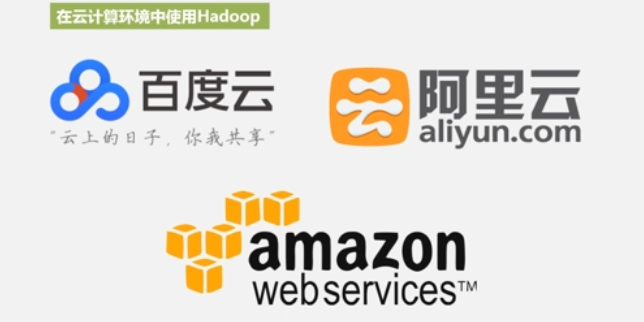 在云计算环境中使用Hadoop
百度云
"云上的日子，你我共享"
云
阿里云
aliyun.com
amazon
webservices™